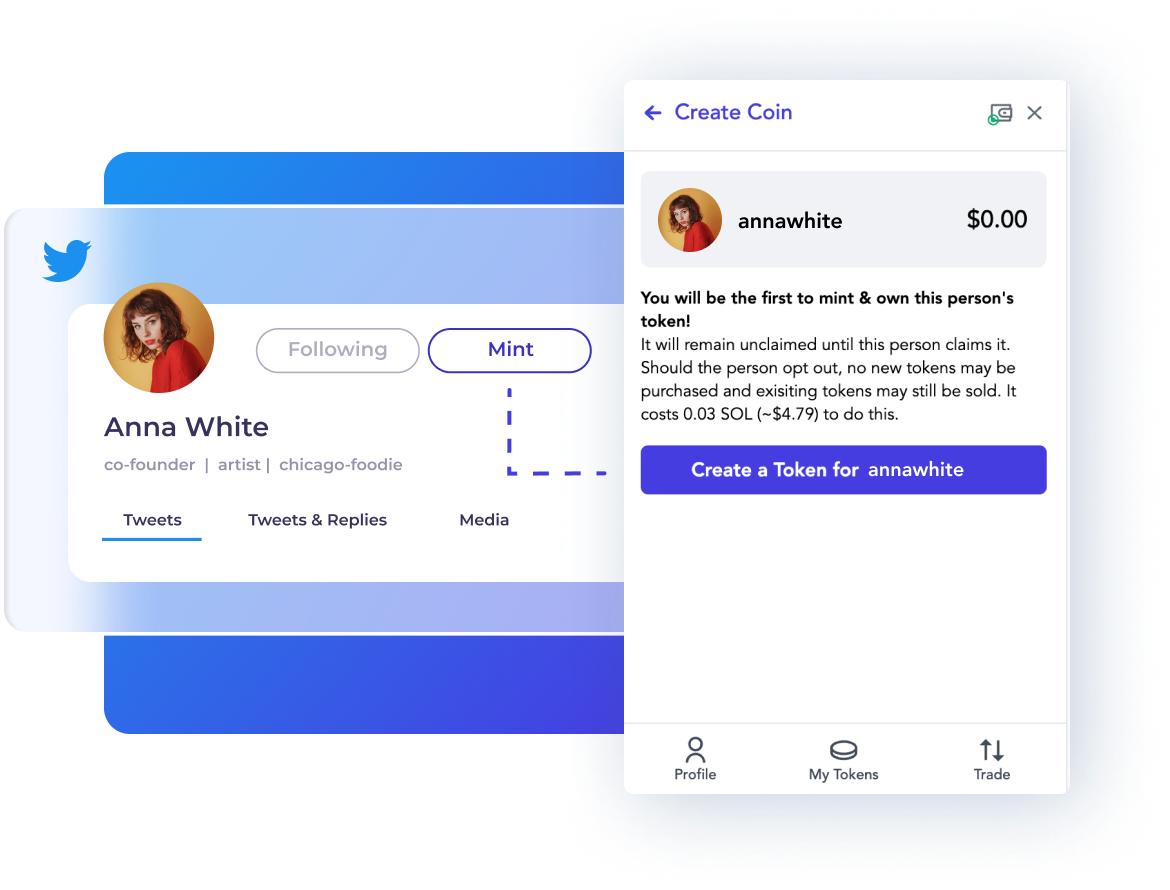 Following
Mint
Anna White
co-founder | artist | chicago-foodie
Tweets
Tweets & Replies
Media
Create Coin
annawhite
$0.00
You will be the first to mint & own this person's
token!
It will remain unclaimed until this person claims it.
Should the person opt out, no new tokens may be
purchased and exisiting tokens may still be sold. It
costs 0.03 SOL (~$4.79) to do this.
Create a Token for annawhite
Profile
My Tokens
Trade